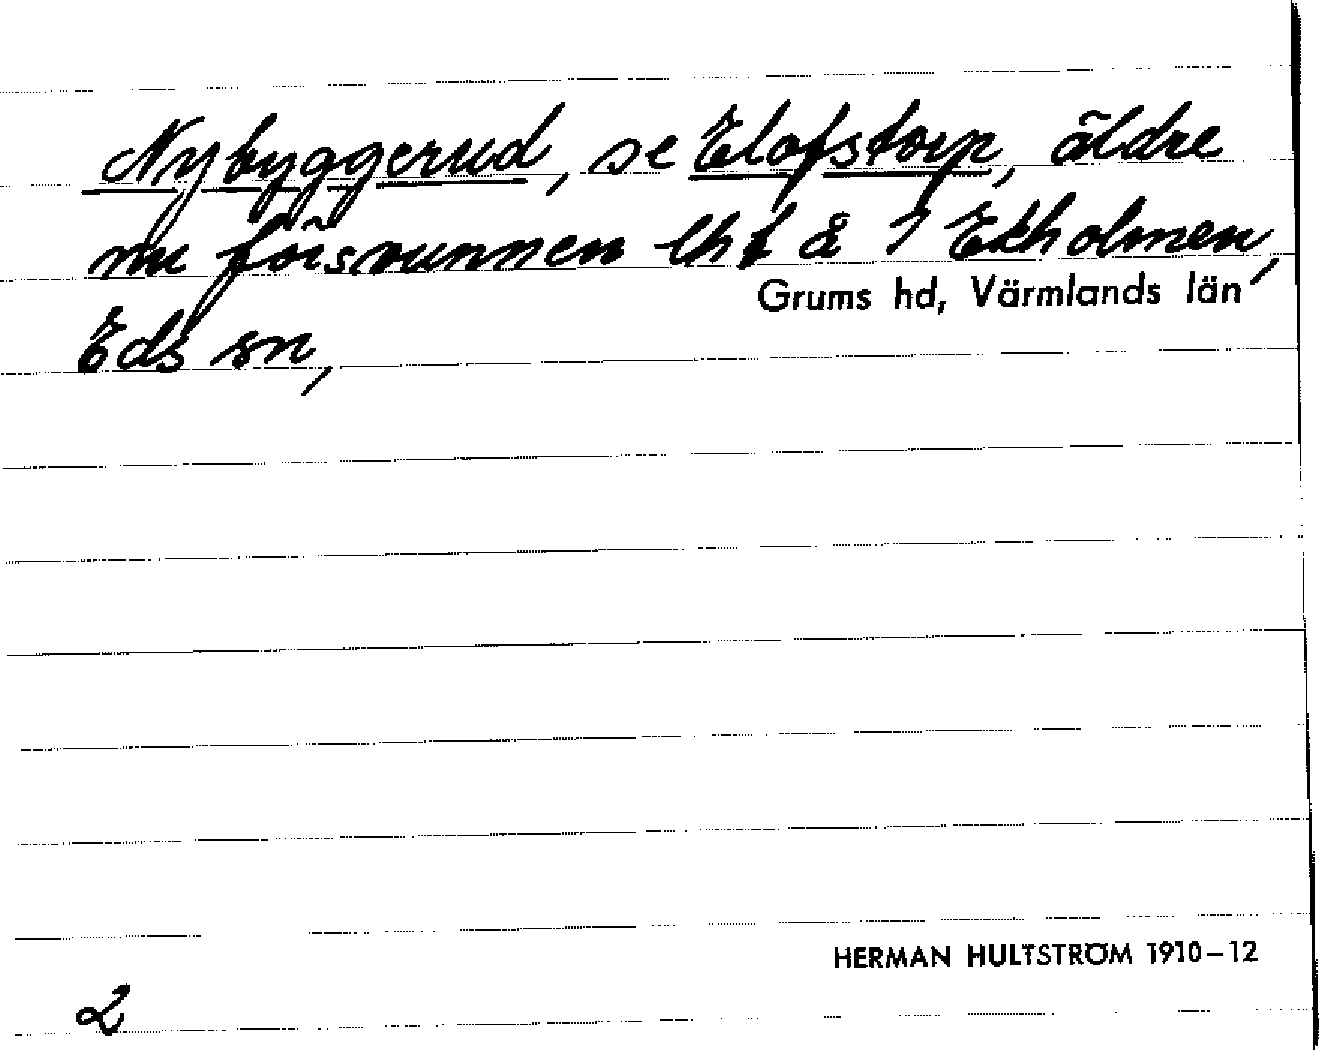 Nybyggerud, se Elofstorp, äldre
nu försvunnen lht å 1 Ekholmen,
Grums hd, Värmlands län
Eds sn,
HERMAN HULTSTRÖM 1910–12
2